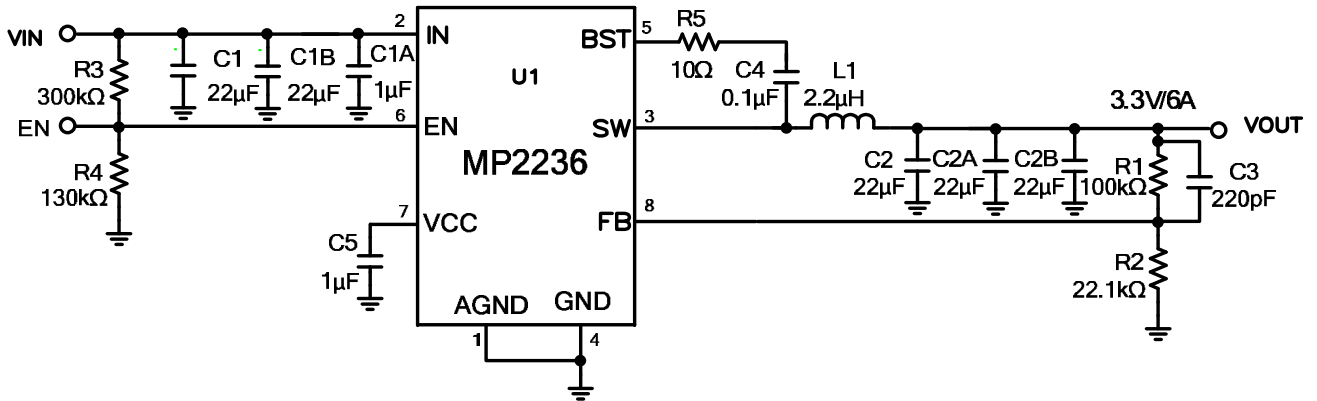 VIN
R3
300kΩ
EN
R4
130kΩ
C1
22μF
C1B
22μF
C1A
1μF
2
IN
6
EN
7
VCC
C5
1μF
U1
MP2236
BST
SW
FB
AGND
GND
1
4
5
R5
10Ω
C4
0.1μF
L1
2.2μH
3
8
C2
22μF
C2A
22μF
C2B
22μF
3.3V/6A
VOUT
R1
100kΩ
C3
220pF
R2
22.1kΩ